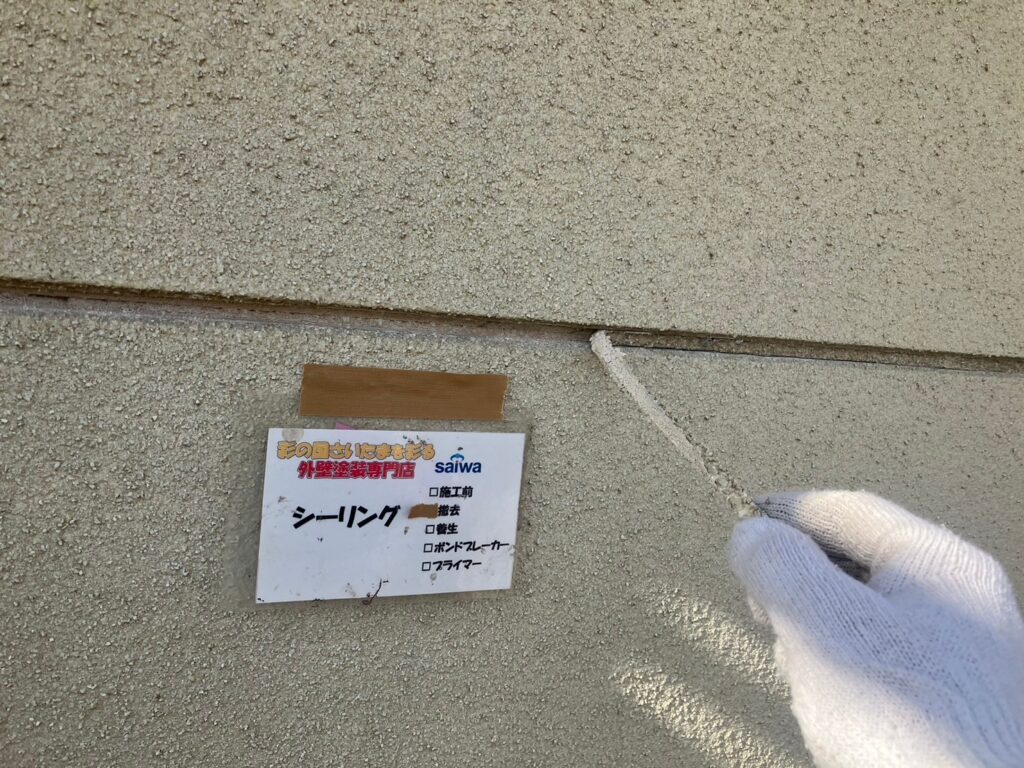 彩の国さいたまを彩る
外壁塗装専門店
saiwa
シーリング
□施工前
撤去
□養生
□ボンドブレーカー
□プライマー